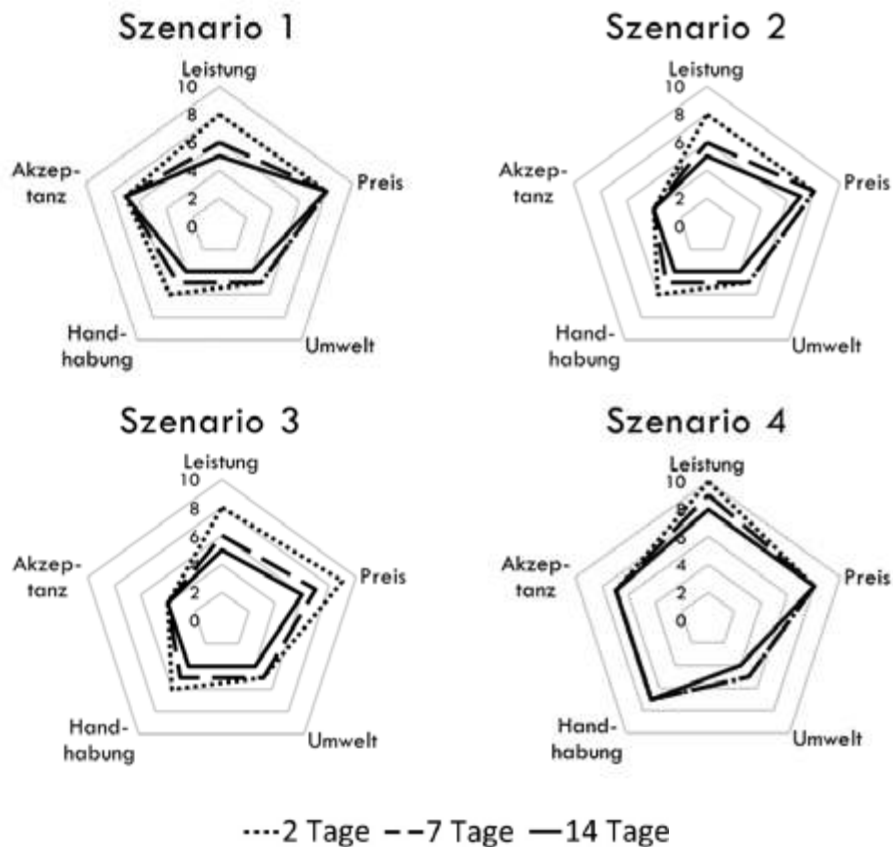 Szenario 1
Leistung
10
8
6
4
2
0
Akzep-
tanz
Preis
Hand-
habung
Umwelt
Szenario 2
Leistung
10
8
6
4
2
0
Akzep-
tanz
Preis
Hand-
habung
Umwelt
Szenario 3
Leistung
10
8
6
4
2
0
Akzep-
tanz
Preis
Hand-
habung
Umwelt
Szenario 4
Leistung
10
8
6
4
2
0
Akzep-
tanz
Preis
Hand-
habung
Umwelt
2 Tage 7 Tage 14 Tage